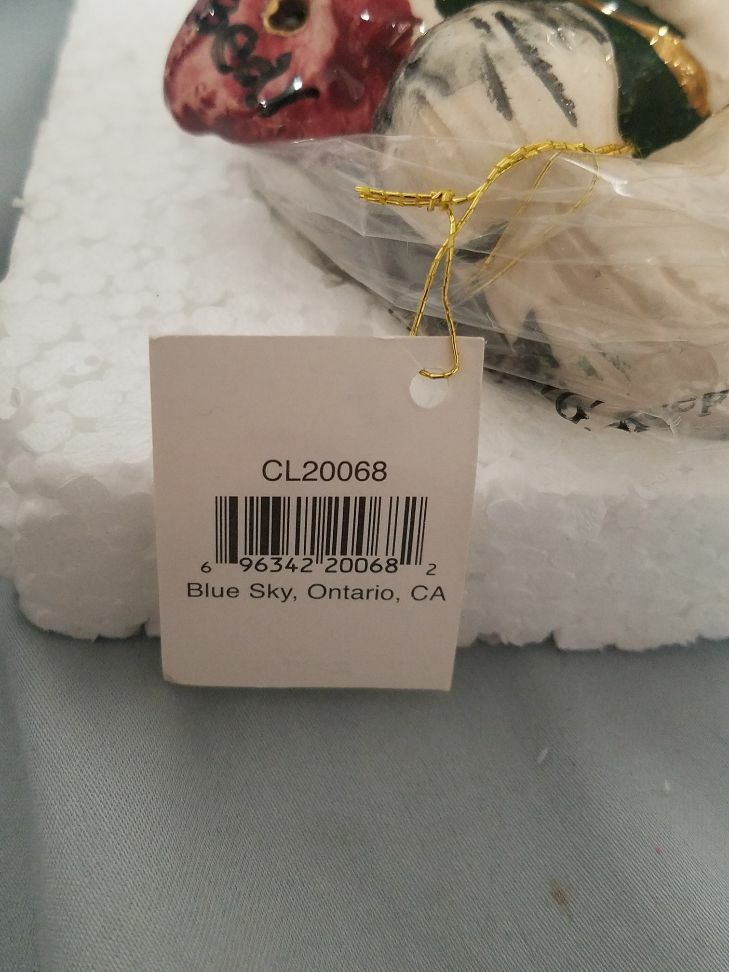 CL20068
6 96342 20068 2
Blue Sky, Ontario, CA